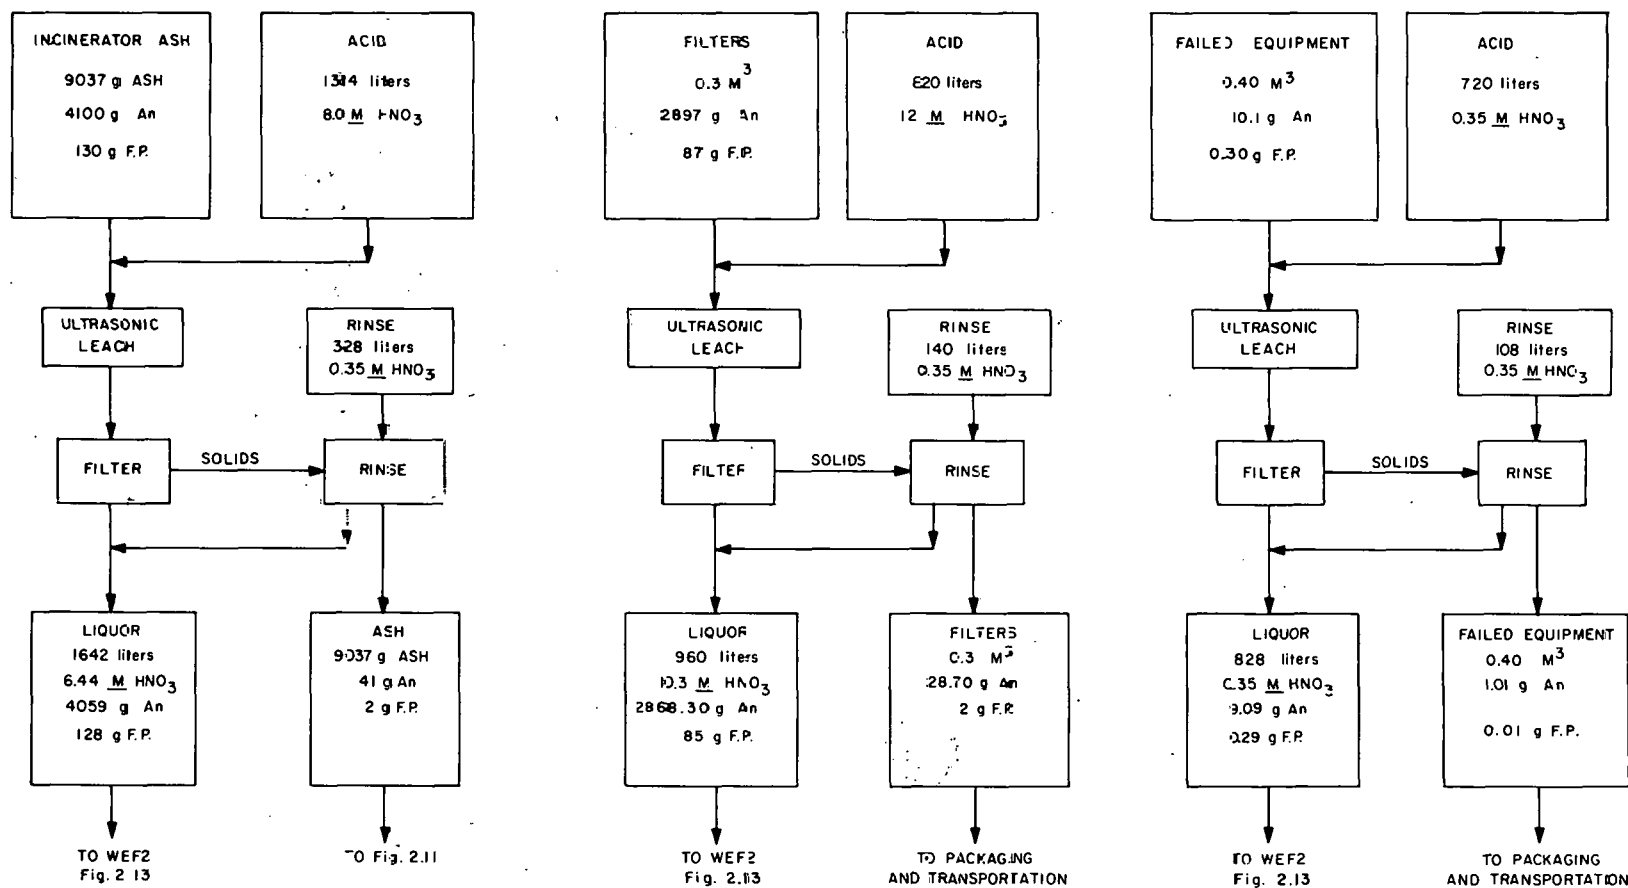 INCINERATOR ASH
9037 g ASH
4100 g An
130 g F.P.
ACID
1314 liters
8.0 M HNO3
ULTRASONIC
LEACH
RINSE
328 liters
0.35 M HNO3
FILTER
SOLIDS
RINSE
LIQUOR
1642 liters
6.44 M HNO3
4059 g An
128 g F.P.
ASH
9037 g ASH
41 g An
2 g F.P.
TO WEF2
Fig. 2 13
TO Fig. 2.11
FILTERS
0.3 M3
2897 g An
87 g F.P.
ACID
820 liters
12 M HNO3
ULTRASONIC
LEACH
RINSE
140 liters
0.35 M HNO3
FILTER
SOLIDS
RINSE
LIQUOR
960 liters
10.3 M HNO3
2868.30 g An
85 g F.P.
FILTERS
0.3 M3
28.70 g An
2 g F.P.
TO WEF2
Fig. 2.13
TO PACKAGING
AND TRANSPORTATION
FAILED EQUIPMENT
0.40 M3
10.1 g An
0.30 g F.P.
ACID
720 liters
0.35 M HNO3
ULTRASONIC
LEACH
RINSE
108 liters
0.35 M HNO3
FILTER
SOLIDS
RINSE
LIQUOR
828 liters
0.35 M HNO3
9.09 g An
0.29 g F.P.
FAILED EQUIPMENT
0.40 M3
1.01 g An
0.01 g F.P.
TO WEF2
Fig. 2.13
TO PACKAGING
AND TRANSPORTATION